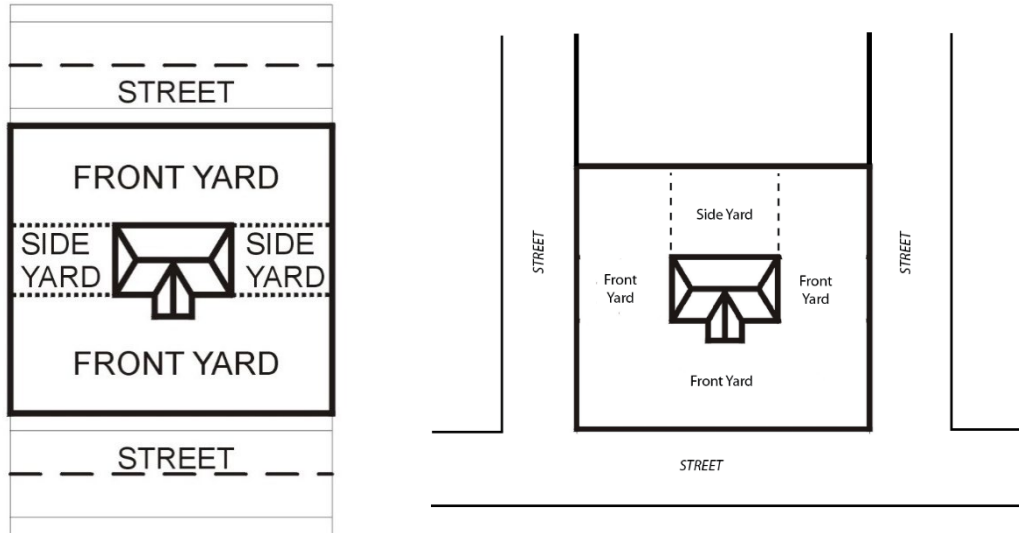 STREET
FRONT YARD
SIDE
YARD
SIDE
YARD
FRONT YARD
STREET
Side Yard
STREET
STREET
Front
Yard
Front
Yard
Front Yard
STREET